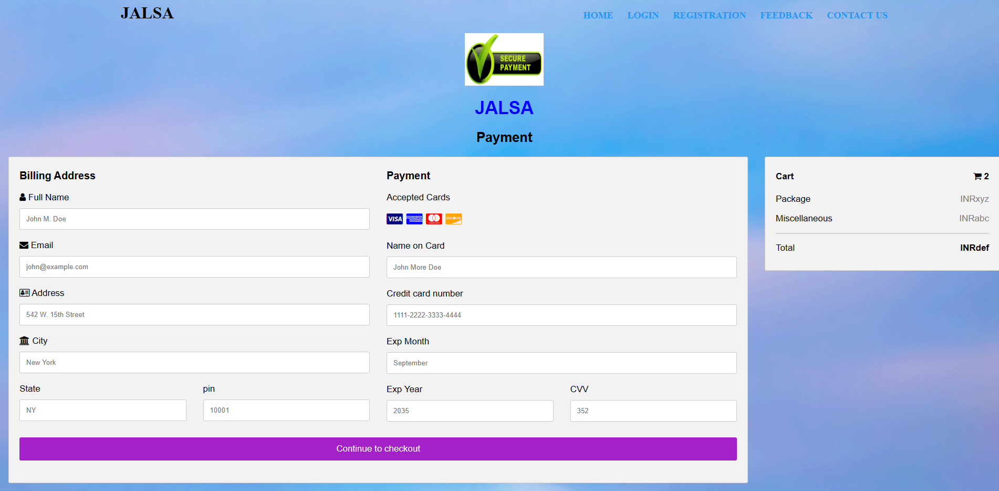 JALSA
HOME LOGIN REGISTRATION FEEDBACK CONTACT US
SECURE
PAYMENT
JALSA
Payment
Billing Address
Full Name
John M. Doe
Email
john@example.com
Address
542 W. 15th Street
City
New York
State pin
NY 10001
Payment
Accepted Cards
VISA AMERICAN EXPRESS mastercard DISCOVER
Name on Card
John More Doe
Credit card number
1111-2222-3333-4444
Exp Month
September
Exp Year CVV
2035 352
Continue to checkout
Cart 2
Package INRxyz
Miscellaneous INRabc
Total INRdef